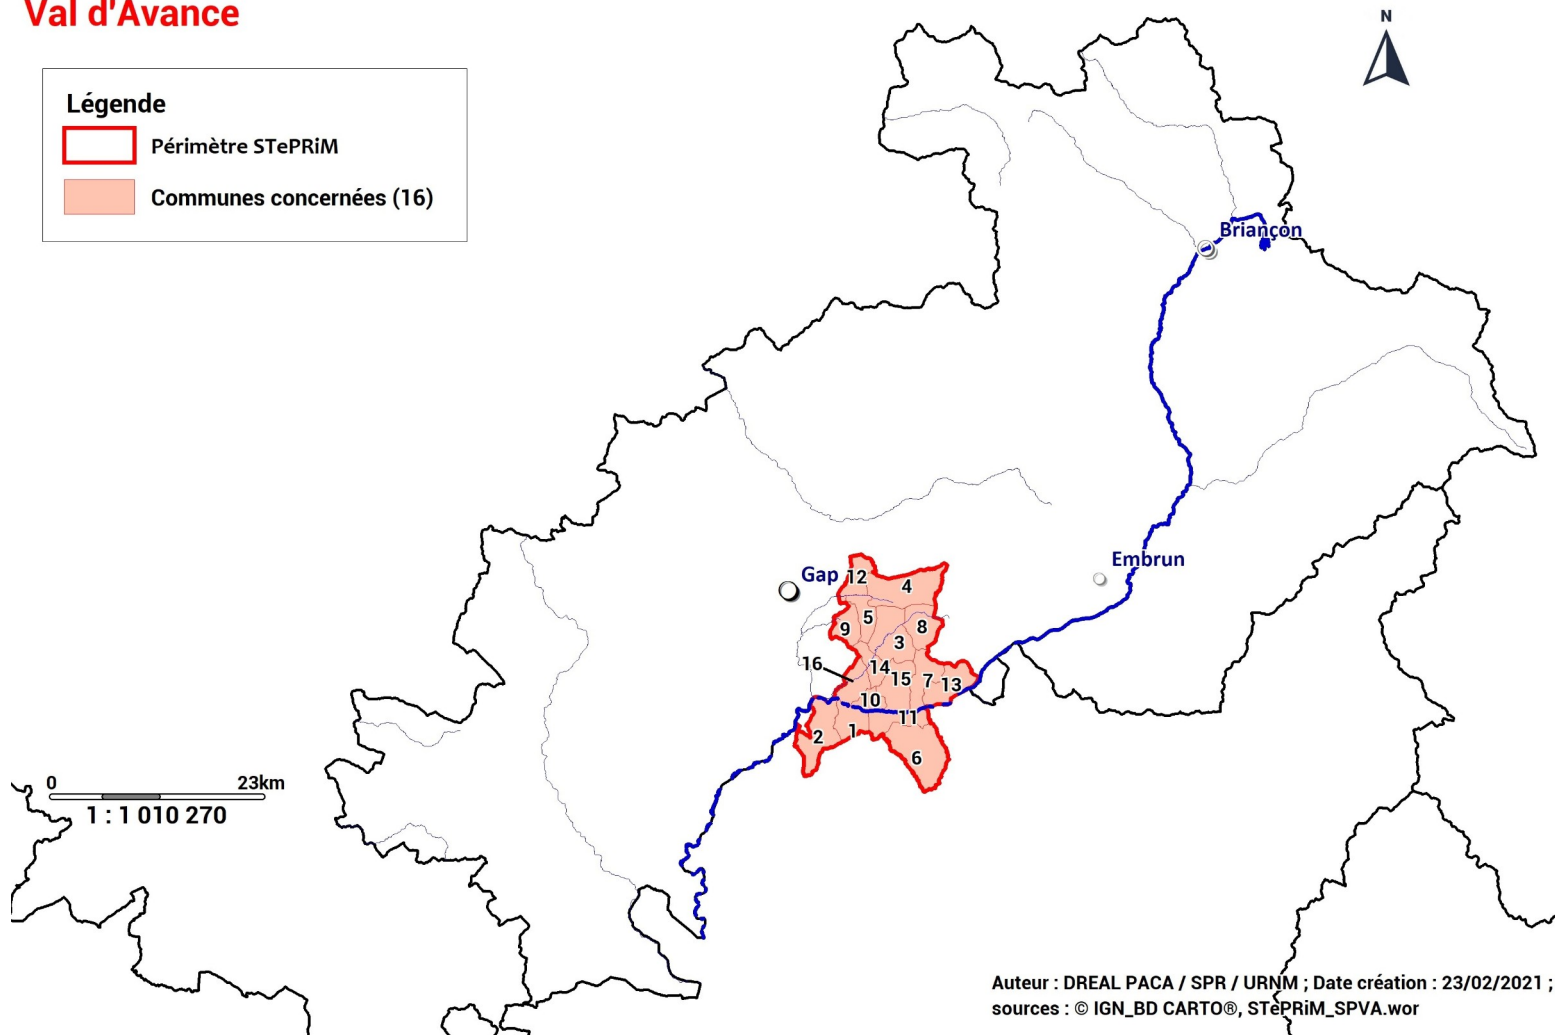 Val d'Avance
N
Légende
Périmètre STePRiM
Communes concernées (16)
Briançon
Embrun
Gap
12
4
5
9
8
3
16
14
15
7
13
10
11
2
1
6
0 23km
1 : 1 010 270
Auteur : DREAL PACA / SPR / URNM ; Date création : 23/02/2021 ;
sources : © IGN_BD CARTO®, STePRiM_SPVA.wor